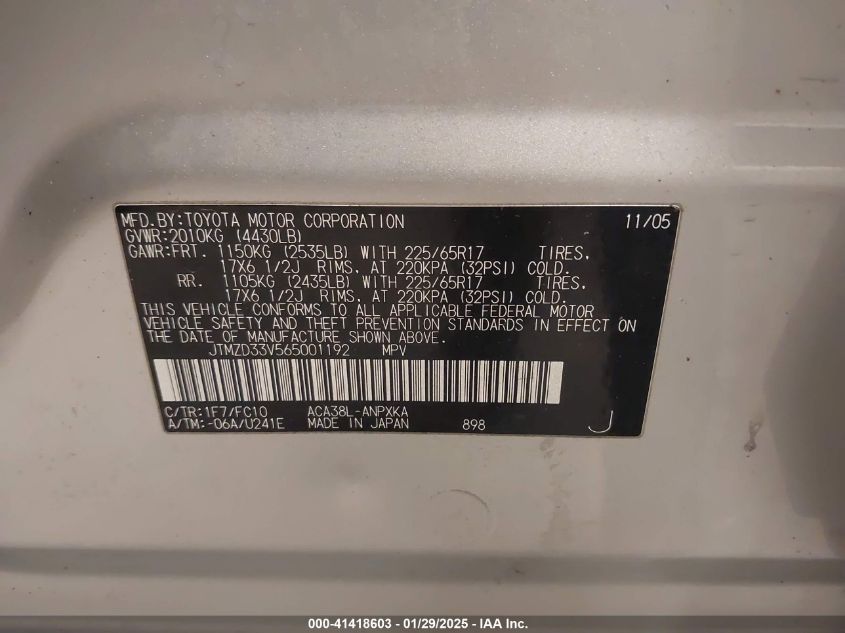 MFD.BY:TOYOTA MOTOR CORPORATION 11/05
GVWR:2010KG (4430LB)
GAWR:FRT. 1150KG (2535LB) WITH 225/65R17 TIRES,
17X6 1/2J RIMS, AT 220KPA (32PSI) COLD.
RR. 1105KG (2435LB) WITH 225/65R17 TIRES,
17X6 1/2J RIMS, AT 220KPA (32PSI) COLD.
THIS VEHICLE CONFORMS TO ALL APPLICABLE FEDERAL MOTOR
VEHICLE SAFETY AND THEFT PREVENTION STANDARDS IN EFFECT ON
THE DATE OF MANUFACTURE SHOWN ABOVE.
JTMZD33V565001192 MPV
C/TR:1F7/FC10 ACA38L-ANPXKA
A/TM:-06A/U241E MADE IN JAPAN 898 J
000-41418603 - 01/29/2025 - IAA Inc.